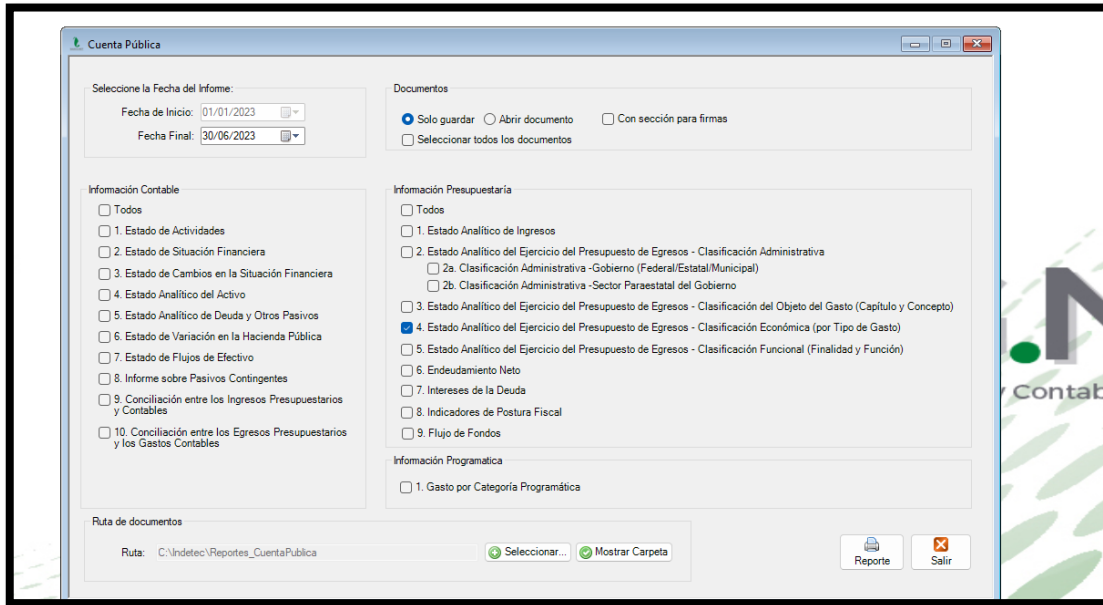 Cuenta Pública
Seleccione la Fecha del Informe:
Fecha de Inicio: 01/01/2023
Fecha Final: 30/06/2023
Documentos
Solo guardar Abrir documento Con sección para firmas
Seleccionar todos los documentos
Información Contable
Todos
1. Estado de Actividades
2. Estado de Situación Financiera
3. Estado de Cambios en la Situación Financiera
4. Estado Analítico del Activo
5. Estado Analítico de Deuda y Otros Pasivos
6. Estado de Variación en la Hacienda Pública
7. Estado de Flujos de Efectivo
8. Informe sobre Pasivos Contingentes
9. Conciliación entre los Ingresos Presupuestarios
y Contables
10. Conciliación entre los Egresos Presupuestarios
y los Gastos Contables
Información Presupuestaría
Todos
1. Estado Analítico de Ingresos
2. Estado Analítico del Ejercicio del Presupuesto de Egresos - Clasificación Administrativa
2a. Clasificación Administrativa -Gobierno (Federal/Estatal/Municipal)
2b. Clasificación Administrativa -Sector Paraestatal del Gobierno
3. Estado Analítico del Ejercicio del Presupuesto de Egresos - Clasificación del Objeto del Gasto (Capítulo y Concepto)
4. Estado Analítico del Ejercicio del Presupuesto de Egresos - Clasificación Económica (por Tipo de Gasto)
5. Estado Analítico del Ejercicio del Presupuesto de Egresos - Clasificación Funcional (Finalidad y Función)
6. Endeudamiento Neto
7. Intereses de la Deuda
8. Indicadores de Postura Fiscal
9. Flujo de Fondos
Información Programatica
1. Gasto por Categoría Programática
Ruta de documentos
Ruta: C:\Indetec\Reportes_CuentaPublica Seleccionar... Mostrar Carpeta
Reporte Salir
.N
y Contab